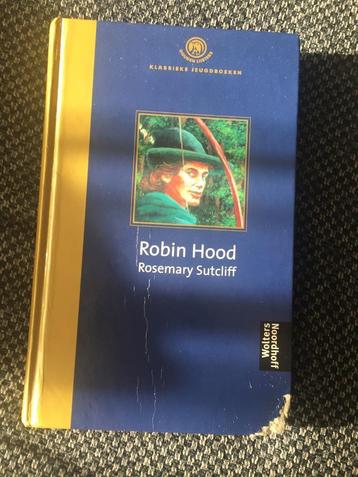 KLASSIEKE JEUGDBOEKEN
Robin Hood
Rosemary Sutcliff
Wolters
Noordhoff